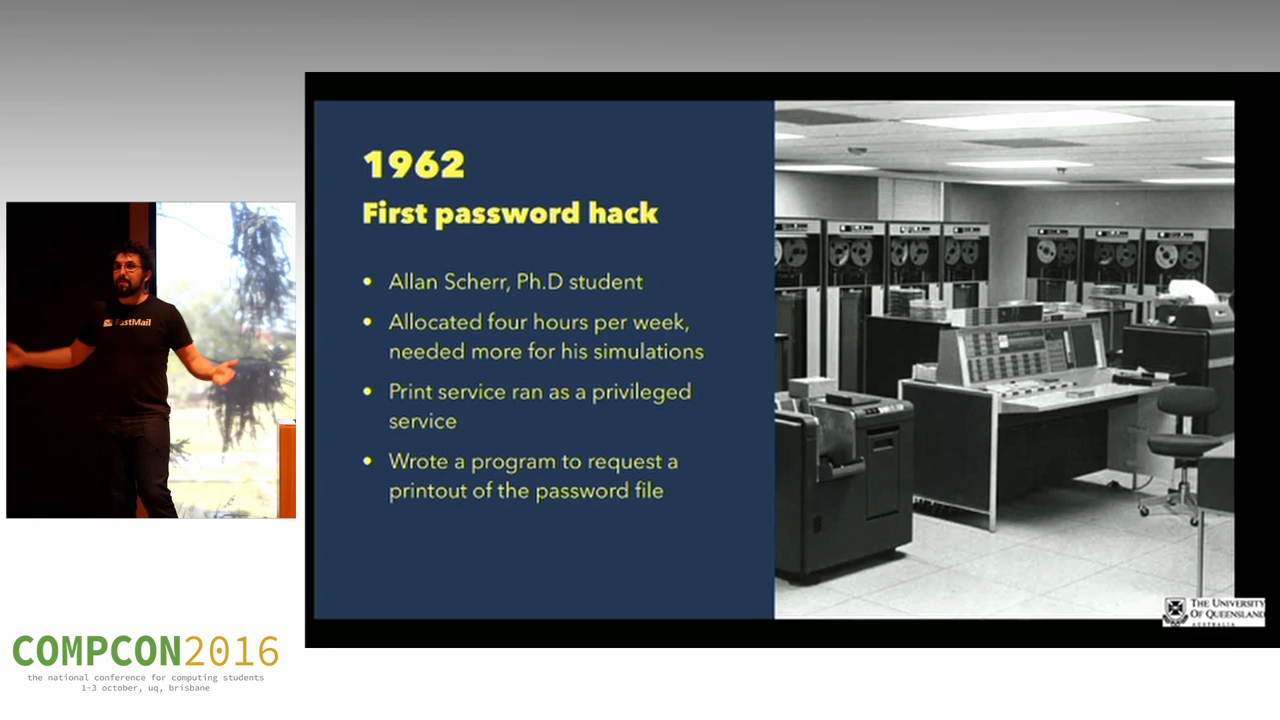 1962
First password hack
• Allan Scherr, Ph.D student
• Allocated four hours per week,
needed more for his simulations
• Print service ran as a privileged
service
• Wrote a program to request a
printout of the password file
FastMail
THE UNIVERSITY
OF QUEENSLAND
AUSTRALIA
COMPCON2016
the national conference for computing students
1-3 october, uq, brisbane